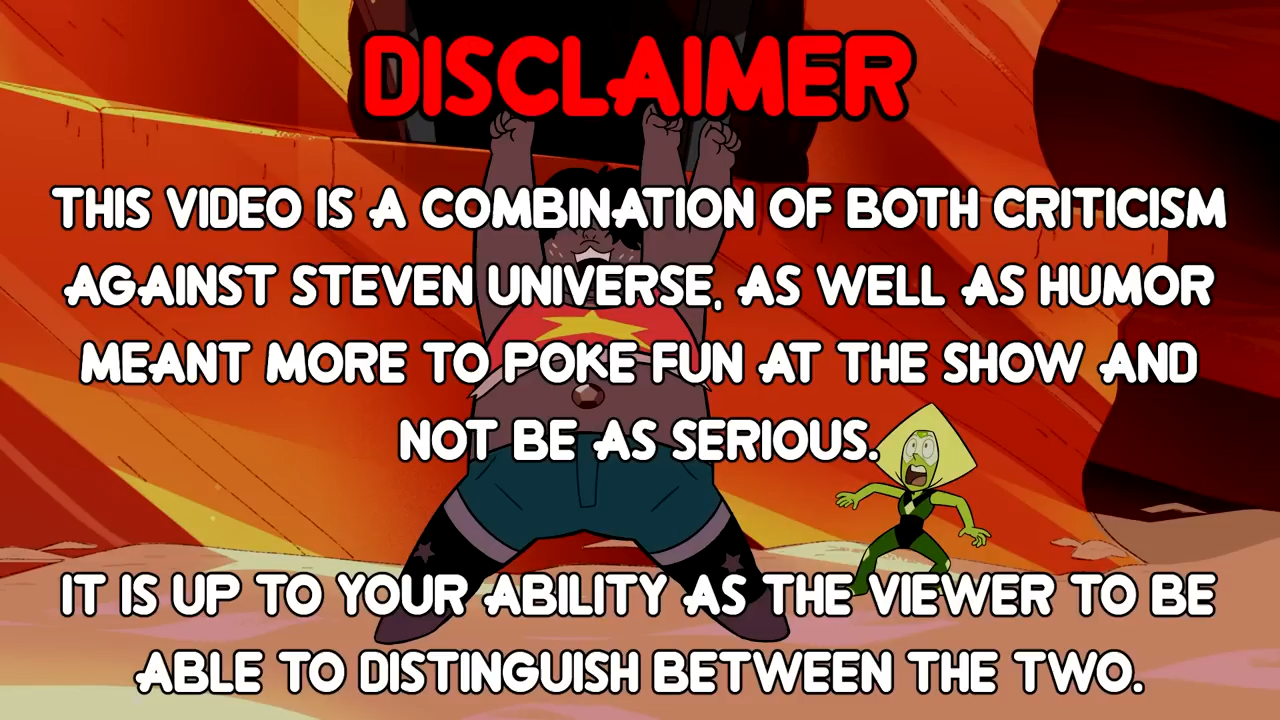 DISCLAIMER
THIS VIDEO IS A COMBINATION OF BOTH CRITICISM
AGAINST STEVEN UNIVERSE, AS WELL AS HUMOR
MEANT MORE TO POKE FUN AT THE SHOW AND
NOT BE AS SERIOUS.
IT IS UP TO YOUR ABILITY AS THE VIEWER TO BE
ABLE TO DISTINGUISH BETWEEN THE TWO.